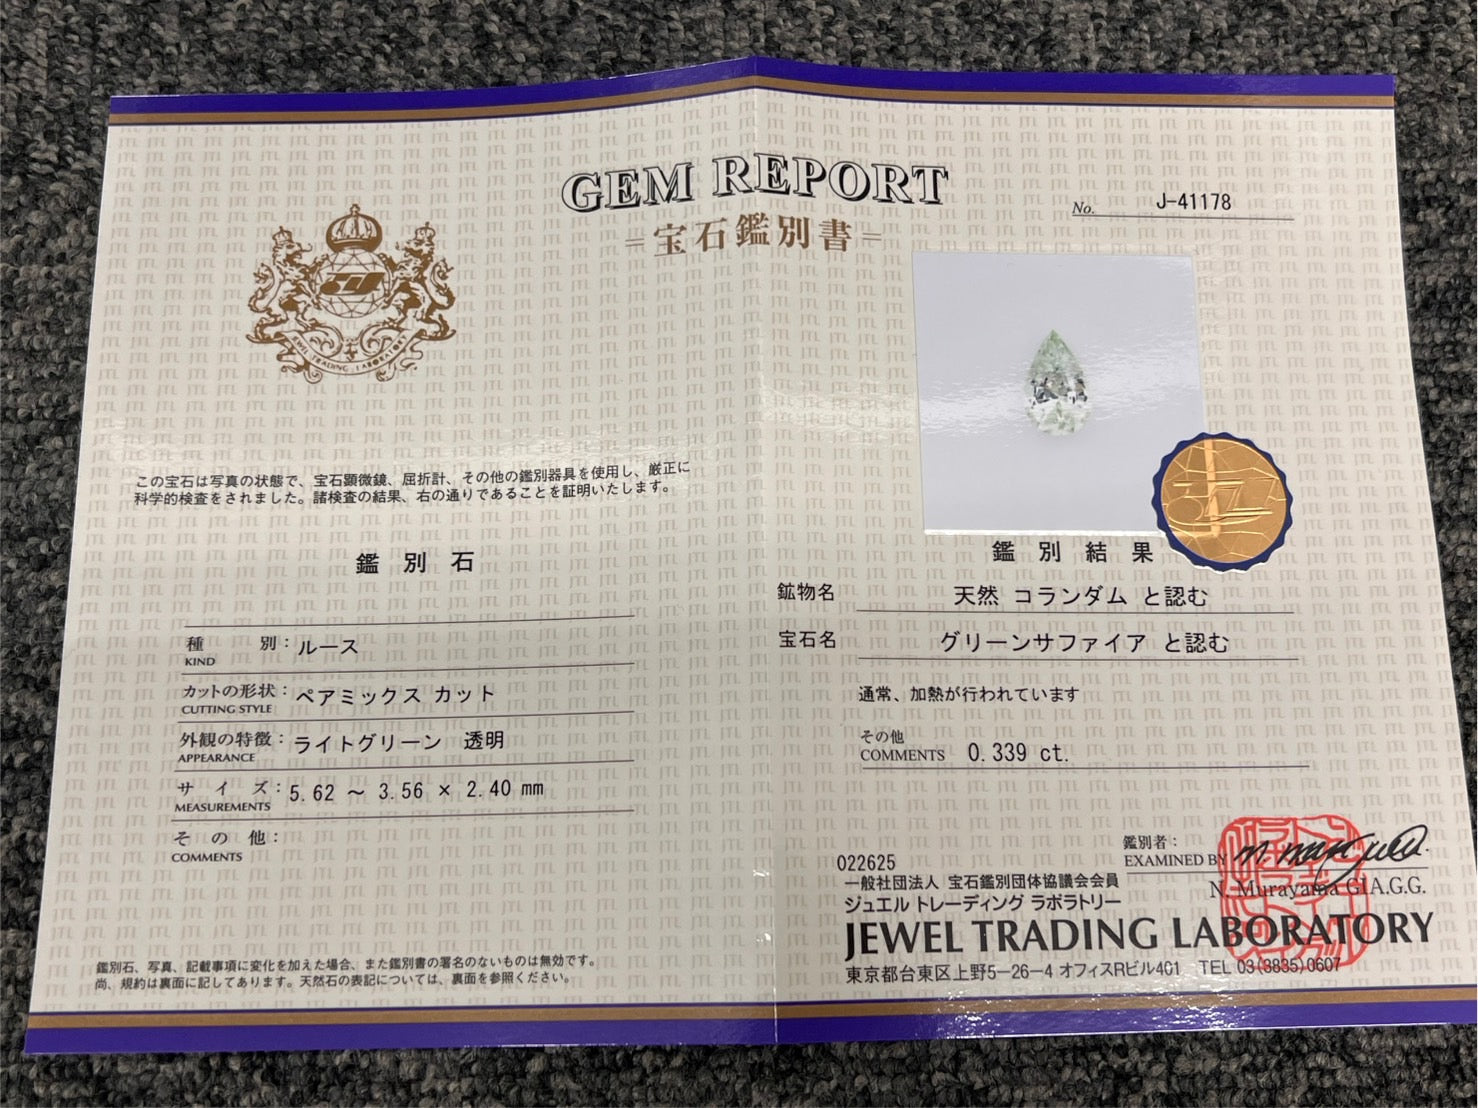 GEM REPORT
=宝石鑑別書=
No. J-41178
JEWEL TRADING LABORATORY
この宝石は写真の状態で、宝石顕微鏡、屈折計、その他の鑑別器具を使用し、厳正に
科学的検査をされました。諸検査の結果、右の通りであることを証明いたします。
鑑別石
種別: ルース
KIND
カットの形状: ペアミックス カット
CUTTING STYLE
外観の特徴: ライトグリーン 透明
APPEARANCE
サイズ: 5.62 ～ 3.56 × 2.40 mm
MEASUREMENTS
その他:
COMMENTS
鑑別石、写真、記載事項に変化を加えた場合、また鑑別書の署名のないものは無効です。
尚、規約は裏面に記してあります。天然石の表記については、裏面を参照ください。
鑑別結果
鉱物名 天然 コランダム と認む
宝石名 グリーンサファイア と認む
通常、加熱が行われています
その他
COMMENTS 0.339 ct.
鑑別者:
EXAMINED BY
N. Murayama GIA.G.G.
022625
一般社団法人 宝石鑑別団体協議会会員
ジュエル トレーディング ラボラトリー
JEWEL TRADING LABORATORY
東京都台東区上野5-26-4 オフィスRビル401 TEL 03(3835)0607